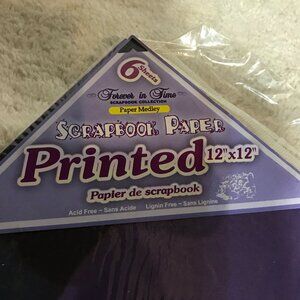 6 Sheets
Forever in Time
SCRAPBOOK COLLECTION
Paper Medley
SCRAPBOOK PAPER
Printed 12"x12"
Papier de scrapbook
Acid Free ~ Sans Acide Lignin Free ~ Sans Lignine